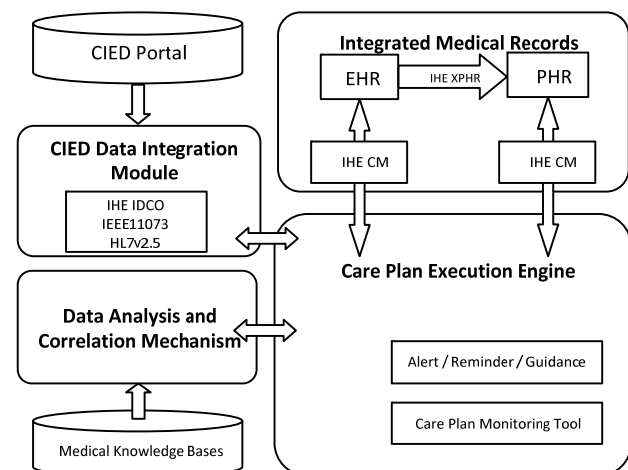 CIED Portal
CIED Data Integration
Module
IHE IDCO
IEEE11073
HL7v2.5
Data Analysis and
Correlation Mechanism
Medical Knowledge Bases
Integrated Medical Records
EHR
IHE XPHR
PHR
IHE CM
IHE CM
Care Plan Execution Engine
Alert / Reminder / Guidance
Care Plan Monitoring Tool